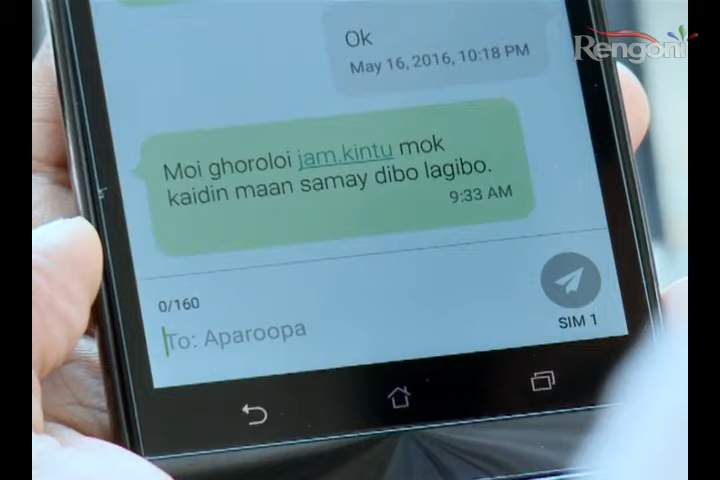 Rengoni
Ok
May 16, 2016, 10:18 PM
Moi ghoroloi jam.kintu mok
kaidin maan samay dibo lagibo.
9:33 AM
0/160
To: Aparoopa
SIM 1